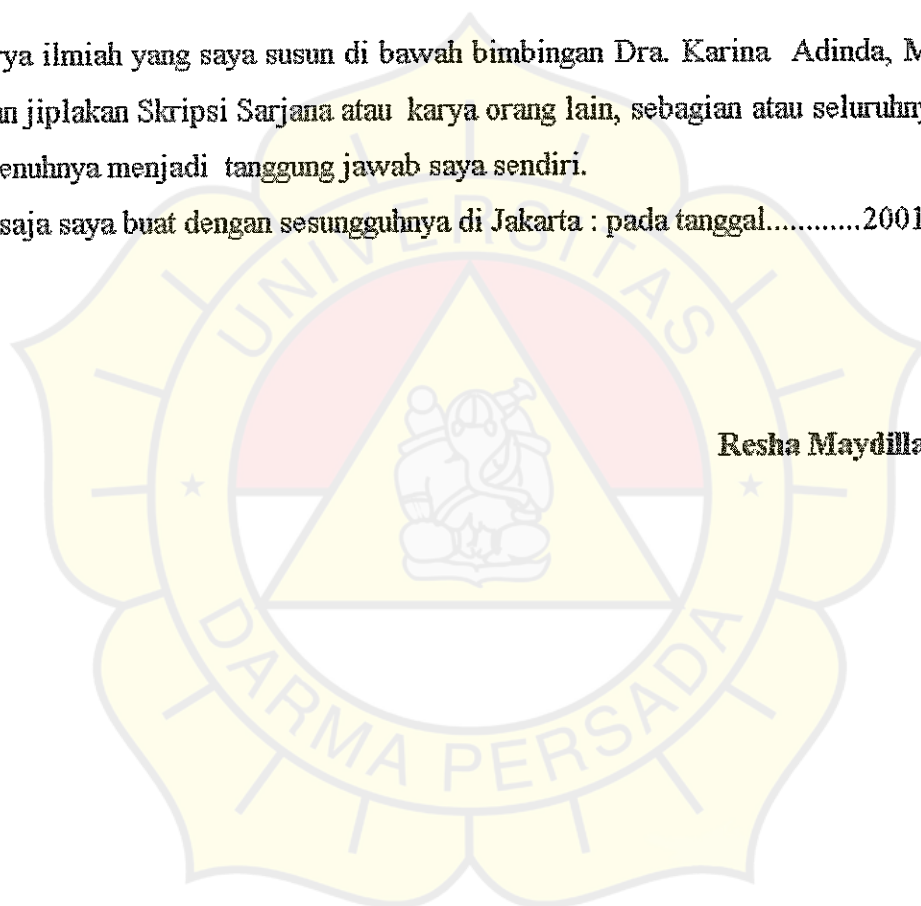 rya ilmiah yang saya susun di bawah bimbingan Dra. Karina Adinda, M
n jiplakan Skripsi Sarjana atau karya orang lain, sebagian atau seluruhny
enuhnya menjadi tanggung jawab saya sendiri.
saja saya buat dengan sesungguhnya di Jakarta : pada tanggal............2001
UNIVERSITAS
Resha Maydilla
DARMA PERSADA